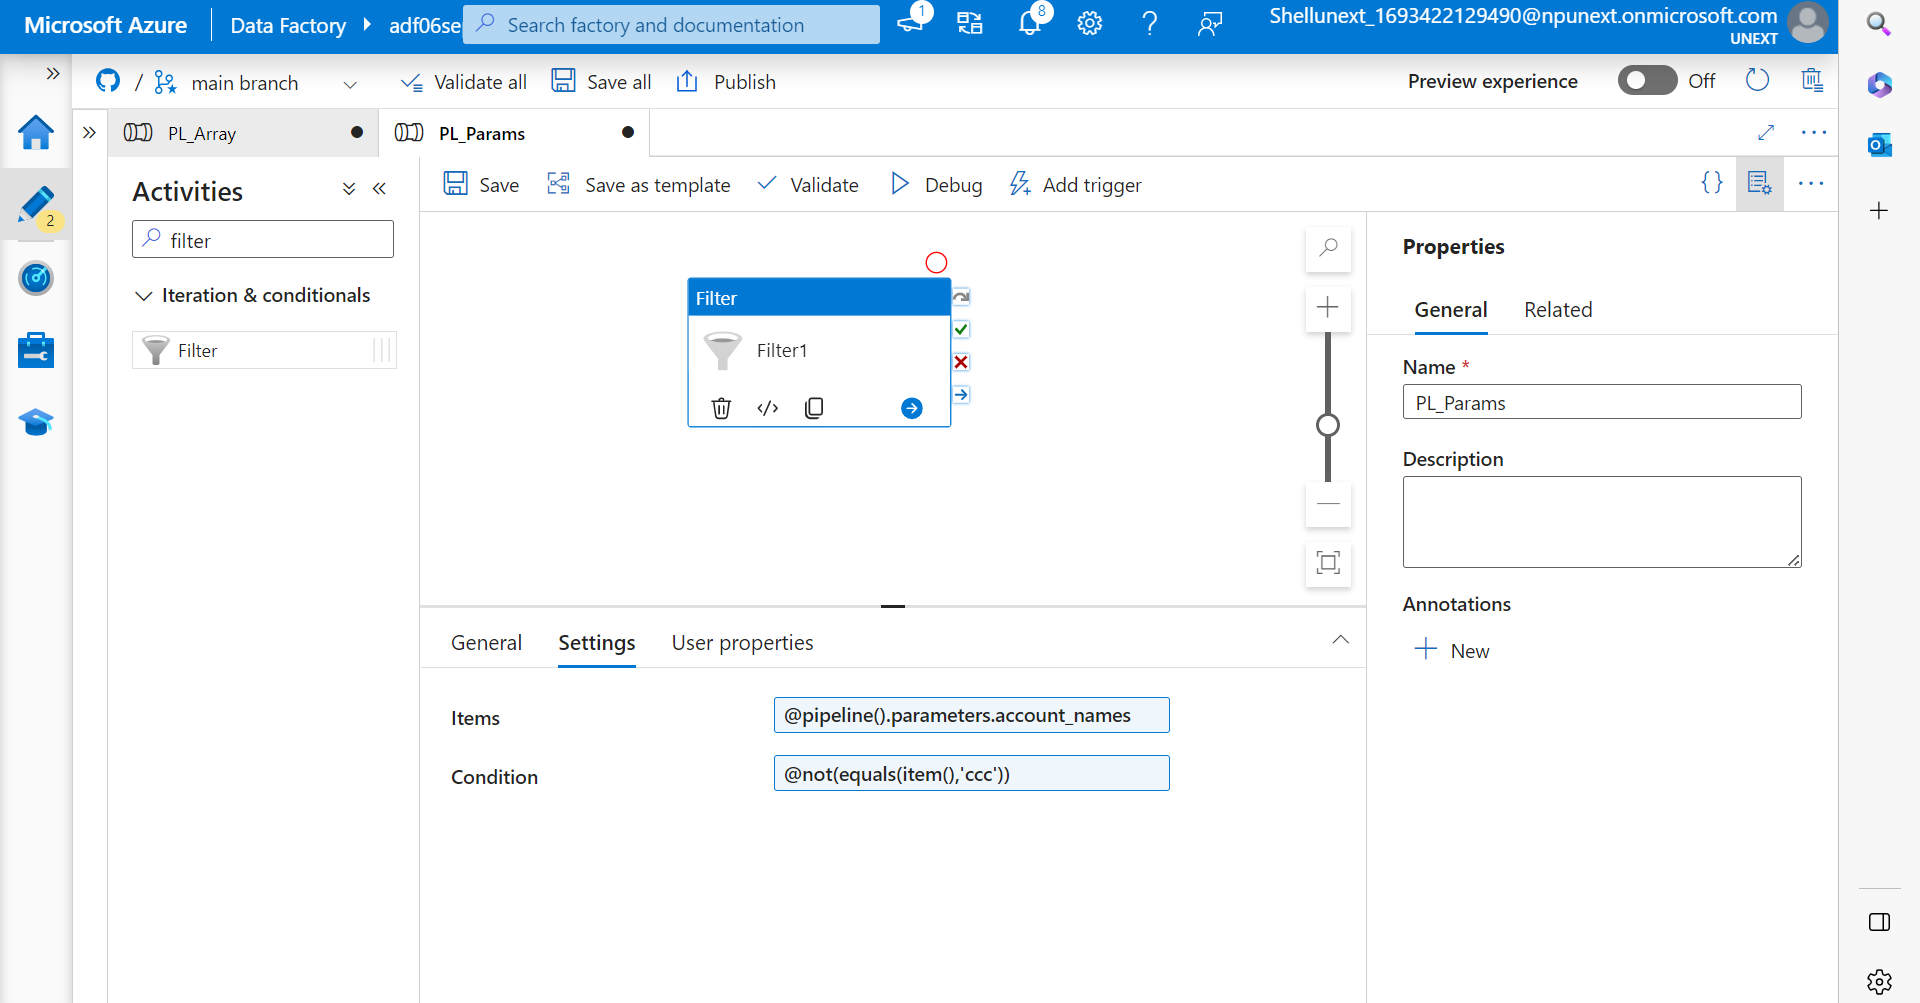 Microsoft Azure
Data Factory
adf06se
Search factory and documentation
1
8
Shellunext_1693422129490@npunext.onmicrosoft.com
UNEXT
/
main branch
Validate all
Save all
Publish
Preview experience
Off
PL_Array
PL_Params
2
Activities
filter
Iteration & conditionals
Filter
Save
Save as template
Validate
Debug
Add trigger
{}
Filter
Filter1
Properties
General
Related
Name *
PL_Params
Description
Annotations
New
General
Settings
User properties
Items
@pipeline().parameters.account_names
Condition
@not(equals(item(),'ccc'))